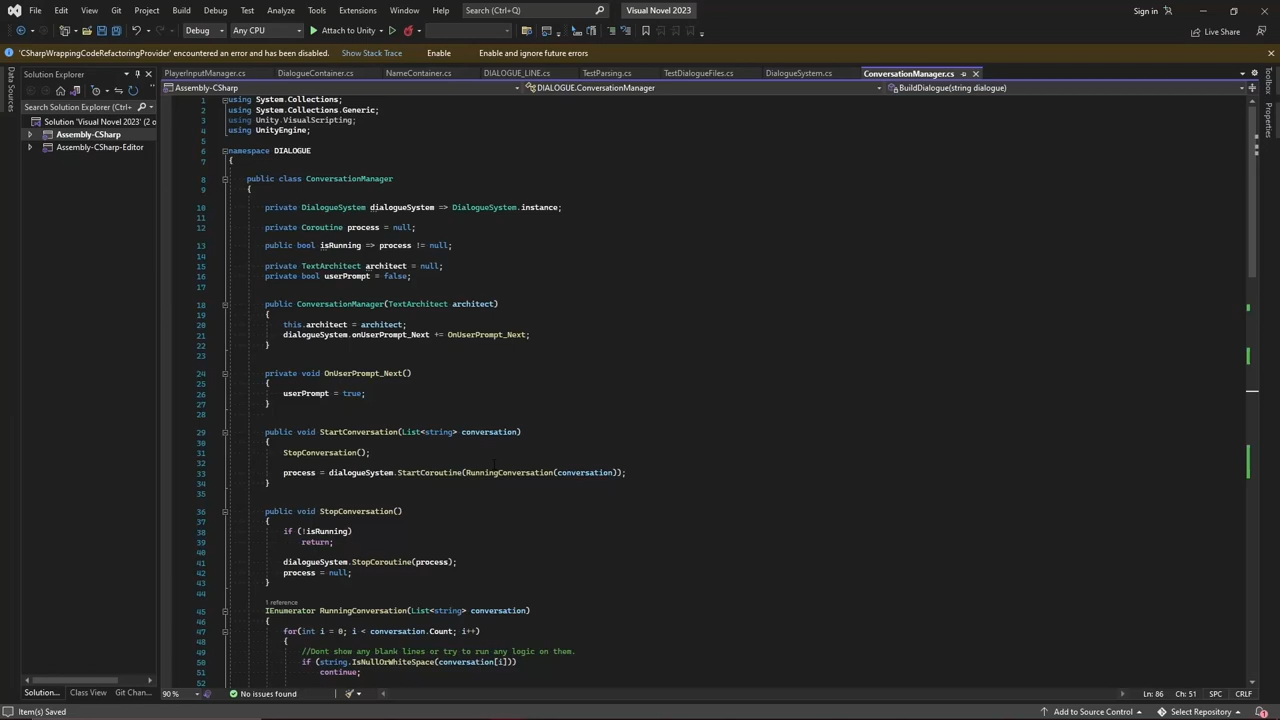 File Edit View Git Project Build Debug Test Analyze Tools Extensions Window Help Search (Ctrl+Q) Visual Novel 2023 Sign in
Debug Any CPU Attach to Unity Live Share
'CSharpWrappingCodeRefactoringProvider' encountered an error and has been disabled. Show Stack Trace Enable Enable and ignore future errors
Data Sources
Solution Explorer
Search Solution Explorer (Ctrl+
Solution 'Visual Novel 2023' (2 o
Assembly-CSharp
Assembly-CSharp-Editor
PlayerInputManager.cs DialogueContainer.cs NameContainer.cs DIALOGUE_LINE.cs TestParsing.cs TestDialogueFiles.cs DialogueSystem.cs ConversationManager.cs
Assembly-CSharp DIALOGUE.ConversationManager BuildDialogue(string dialogue)
Toolbox
Properties
1 using System.Collections;
2 using System.Collections.Generic;
3 using Unity.VisualScripting;
4 using UnityEngine;
5
6 namespace DIALOGUE
7 {
8 public class ConversationManager
9 {
10 private DialogueSystem dialogueSystem => DialogueSystem.instance;
11
12 private Coroutine process = null;
13 public bool isRunning => process != null;
14
15 private TextArchitect architect = null;
16 private bool userPrompt = false;
17
18 public ConversationManager(TextArchitect architect)
19 {
20 this.architect = architect;
21 dialogueSystem.onUserPrompt_Next += OnUserPrompt_Next;
22 }
23
24 private void OnUserPrompt_Next()
25 {
26 userPrompt = true;
27 }
28
29 public void StartConversation(List<string> conversation)
30 {
31 StopConversation();
32
33 process = dialogueSystem.StartCoroutine(RunningConversation(conversation));
34 }
35
36 public void StopConversation()
37 {
38 if (!isRunning)
39 return;
40
41 dialogueSystem.StopCoroutine(process);
42 process = null;
43 }
44
1 reference
45 IEnumerator RunningConversation(List<string> conversation)
46 {
47 for(int i = 0; i < conversation.Count; i++)
48 {
49 //Dont show any blank lines or try to run any logic on them.
50 if (string.IsNullOrWhiteSpace(conversation[i]))
51 continue;
52
Solution... Class View Git Chan... 90 % No issues found Ln: 86 Ch: 51 SPC CRLF
Item(s) Saved Add to Source Control Select Repository